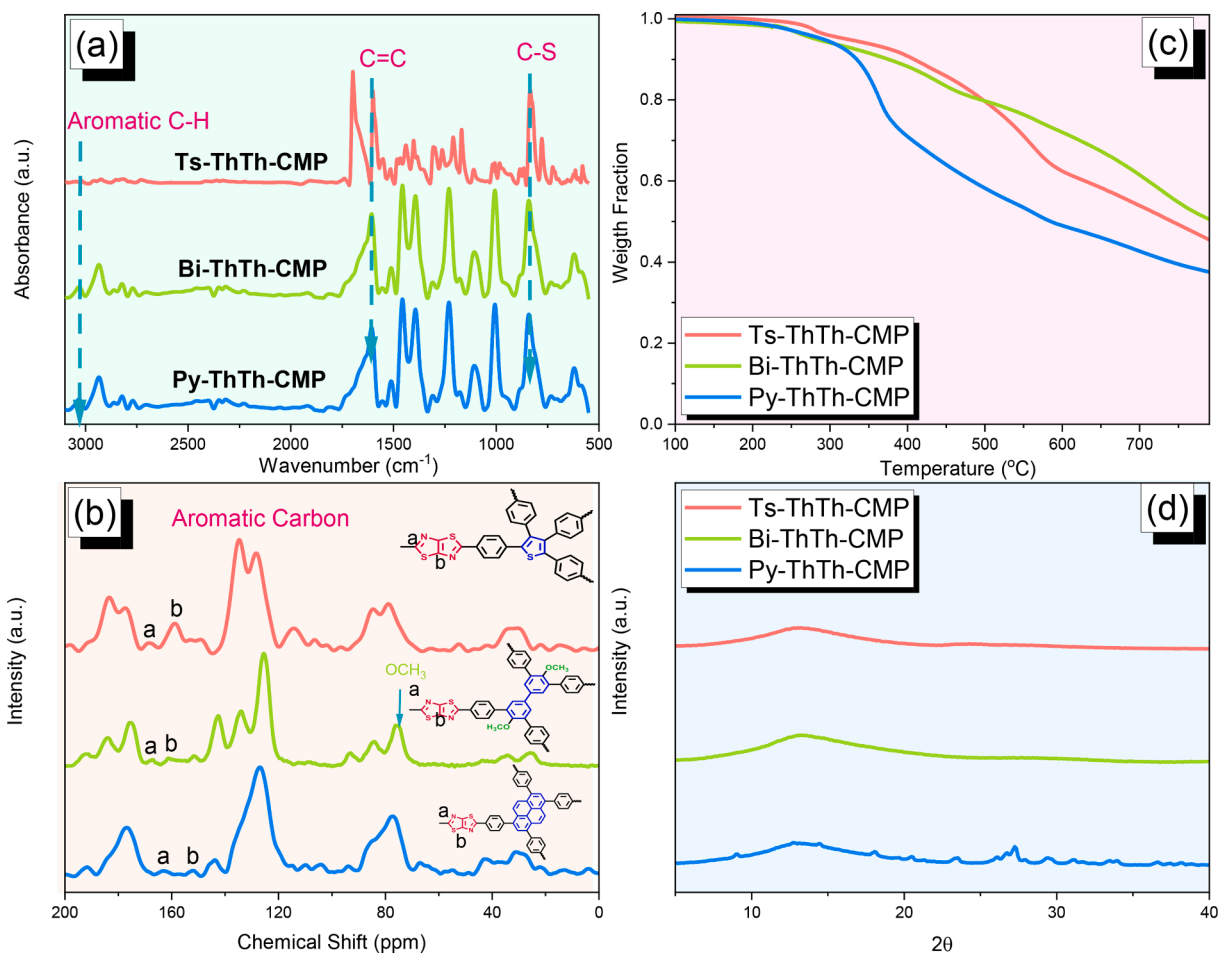 (a)
C=C
C-S
Aromatic C-H
Ts-ThTh-CMP
Bi-ThTh-CMP
Py-ThTh-CMP
Absorbance (a.u.)
3000 2500 2000 1500 1000 500
Wavenumber (cm-1)
(c)
1.0
0.8
0.6
0.4
0.2
0.0
Weigth Fraction
Ts-ThTh-CMP
Bi-ThTh-CMP
Py-ThTh-CMP
100 200 300 400 500 600 700
Temperature (oC)
(b)
Aromatic Carbon
a
N S
S N
b
S
a b
OCH3
OCH3
a
N S
S N
b
H3CO
a b
a
N S
S N
b
a b
Intensity (a.u.)
200 160 120 80 40 0
Chemical Shift (ppm)
(d)
Ts-ThTh-CMP
Bi-ThTh-CMP
Py-ThTh-CMP
Intensity (a.u.)
10 20 30 40
2θ